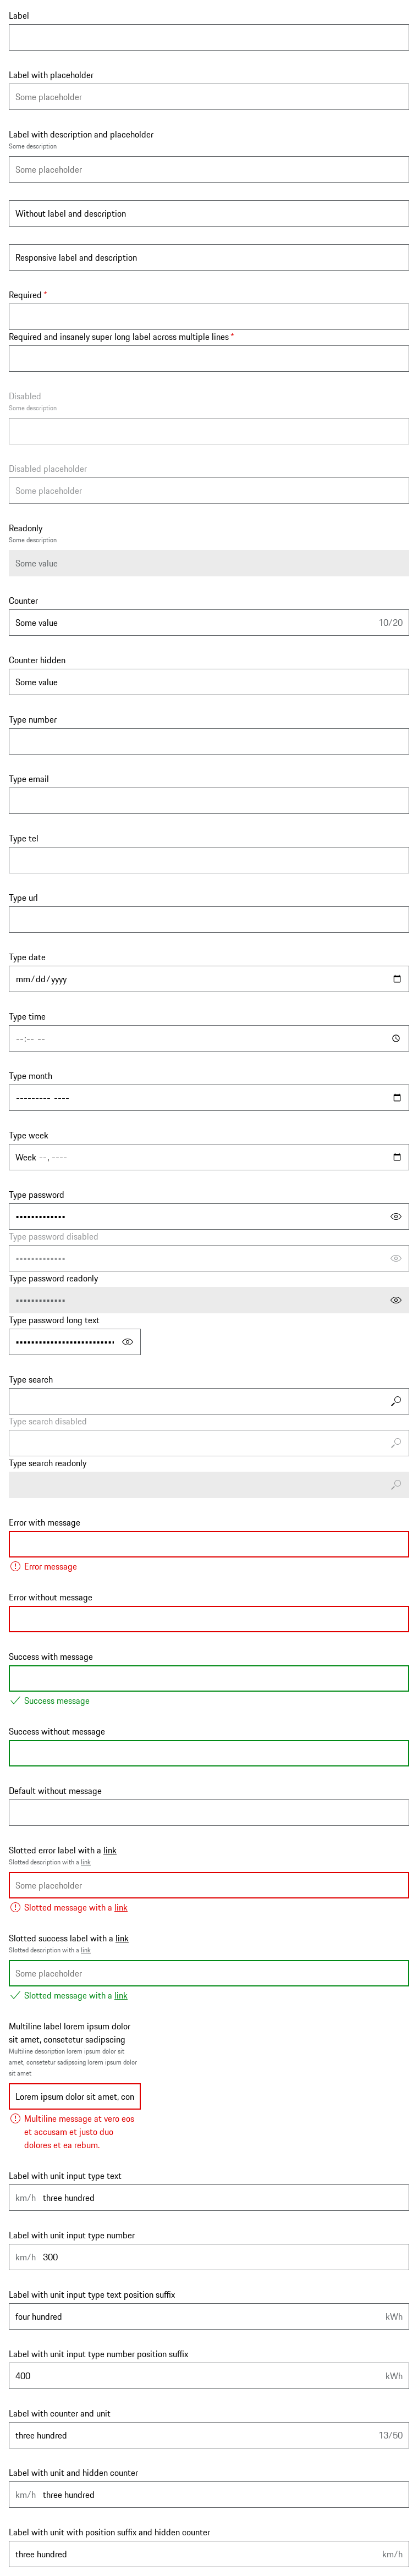 Label
Label with placeholder
Some placeholder
Label with description and placeholder
Some description
Some placeholder
Without label and description
Responsive label and description
Required *
Required and insanely super long label across multiple lines *
Disabled
Some description
Disabled placeholder
Some placeholder
Readonly
Some description
Some value
Counter
Some value 10/20
Counter hidden
Some value
Type number
Type email
Type tel
Type url
Type date
mm/dd/yyyy
Type time
--:-- --
Type month
--------- ----
Type week
Week --, ----
Type password
•••••••••••••
Type password disabled
•••••••••••••
Type password readonly
•••••••••••••
Type password long text
••••••••••••••••••••••••••
Type search
Type search disabled
Type search readonly
Error with message
Error message
Error without message
Success with message
Success message
Success without message
Default without message
Slotted error label with a link
Slotted description with a link
Some placeholder
Slotted message with a link
Slotted success label with a link
Slotted description with a link
Some placeholder
Slotted message with a link
Multiline label lorem ipsum dolor
sit amet, consetetur sadipscing
Multiline description lorem ipsum dolor ait
amet, consetetur sadipscing lorem ipsum dolor
sit amet
Lorem ipsum dolor sit amet, con
Multiline message at vero eos
et accusam et justo duo
dolores et ea rebum.
Label with unit input type text
km/h three hundred
Label with unit input type number
km/h 300
Label with unit input type text position suffix
four hundred kWh
Label with unit input type number position suffix
400 kWh
Label with counter and unit
three hundred 13/50
Label with unit and hidden counter
km/h three hundred
Label with unit with position suffix and hidden counter
three hundred km/h